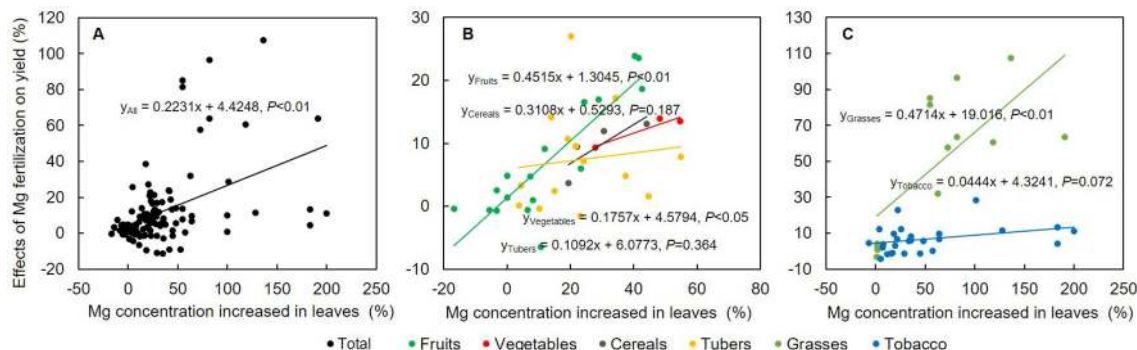 Effects of Mg fertilization on yield (%)
120
100
80
60
40
20
0
-20
A
yAll = 0.2231x + 4.4248, P<0.01
-50 0 50 100 150 200 250
Mg concentration increased in leaves (%)
30
20
10
0
-10
B
yFruits = 0.4515x + 1.3045, P<0.01
yCereals = 0.3108x + 0.5293, P=0.187
yVegetables = 0.1757x + 4.5794, P<0.05
yTubers = 0.1092x + 6.0773, P=0.364
-20 0 20 40 60 80
Mg concentration increased in leaves (%)
130
110
90
70
50
30
10
-10
C
yGrasses = 0.4714x + 19.016, P<0.01
yTobacco = 0.0444x + 4.3241, P=0.072
-50 0 50 100 150 200 250
Mg concentration increased in leaves (%)
Total Fruits Vegetables Cereals Tubers Grasses Tobacco